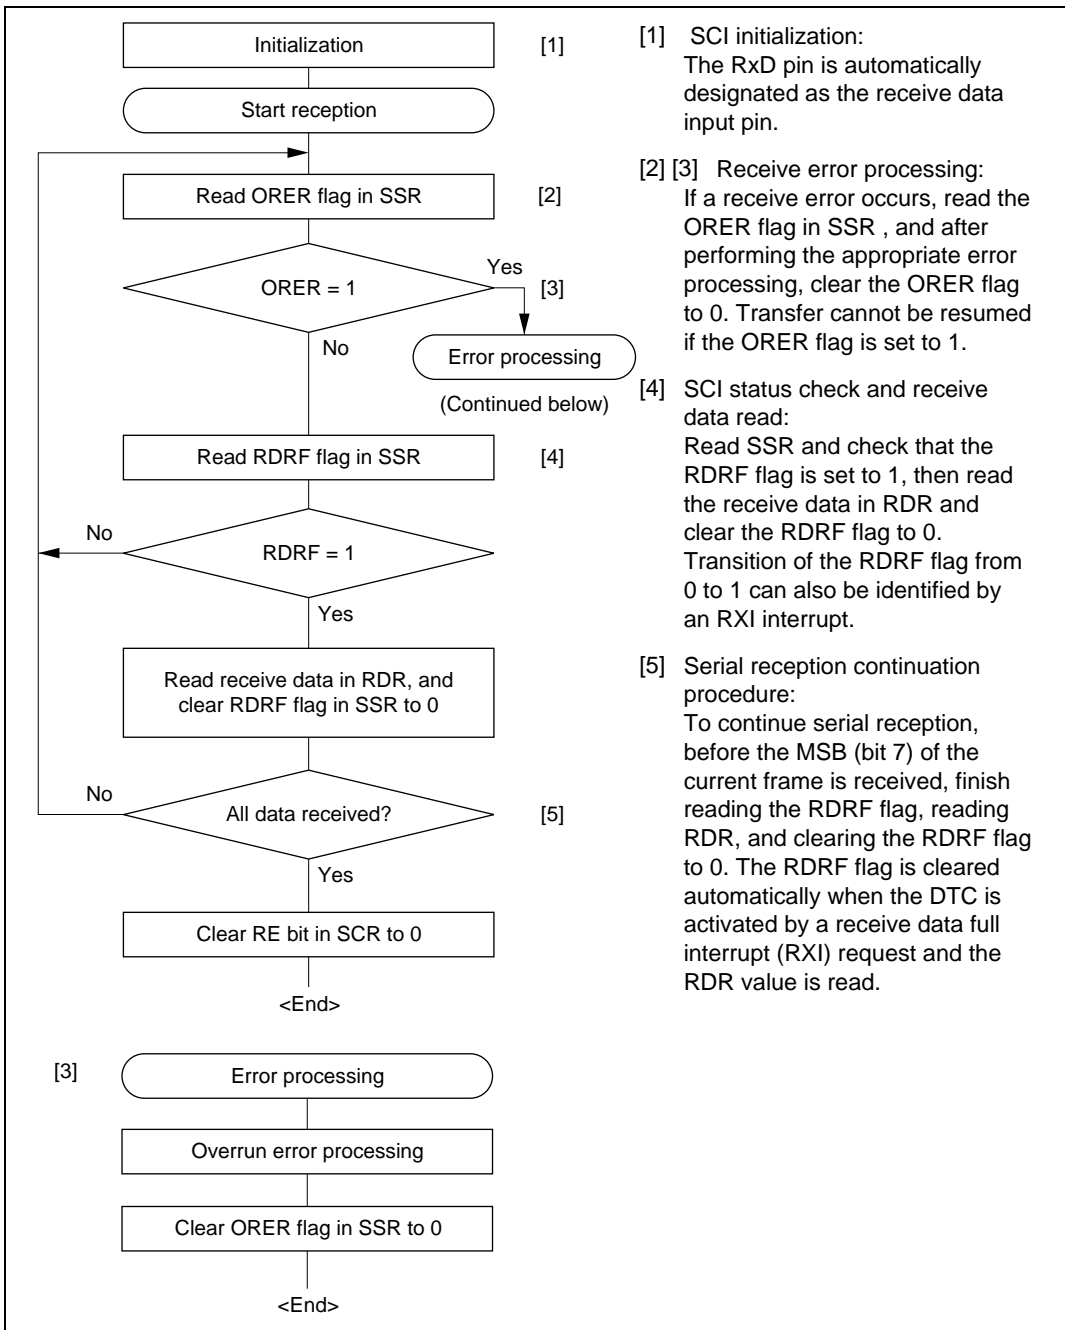 Initialization
[1]
Start reception
Read ORER flag in SSR
[2]
ORER = 1
Yes
[3]
No
Error processing
(Continued below)
Read RDRF flag in SSR
[4]
No
RDRF = 1
Yes
Read receive data in RDR, and
clear RDRF flag in SSR to 0
No
All data received?
[5]
Yes
Clear RE bit in SCR to 0
<End>
[3]
Error processing
Overrun error processing
Clear ORER flag in SSR to 0
<End>
[1] SCI initialization:
The RxD pin is automatically
designated as the receive data
input pin.
[2] [3] Receive error processing:
If a receive error occurs, read the
ORER flag in SSR , and after
performing the appropriate error
processing, clear the ORER flag
to 0. Transfer cannot be resumed
if the ORER flag is set to 1.
[4] SCI status check and receive
data read:
Read SSR and check that the
RDRF flag is set to 1, then read
the receive data in RDR and
clear the RDRF flag to 0.
Transition of the RDRF flag from
0 to 1 can also be identified by
an RXI interrupt.
[5] Serial reception continuation
procedure:
To continue serial reception,
before the MSB (bit 7) of the
current frame is received, finish
reading the RDRF flag, reading
RDR, and clearing the RDRF flag
to 0. The RDRF flag is cleared
automatically when the DTC is
activated by a receive data full
interrupt (RXI) request and the
RDR value is read.